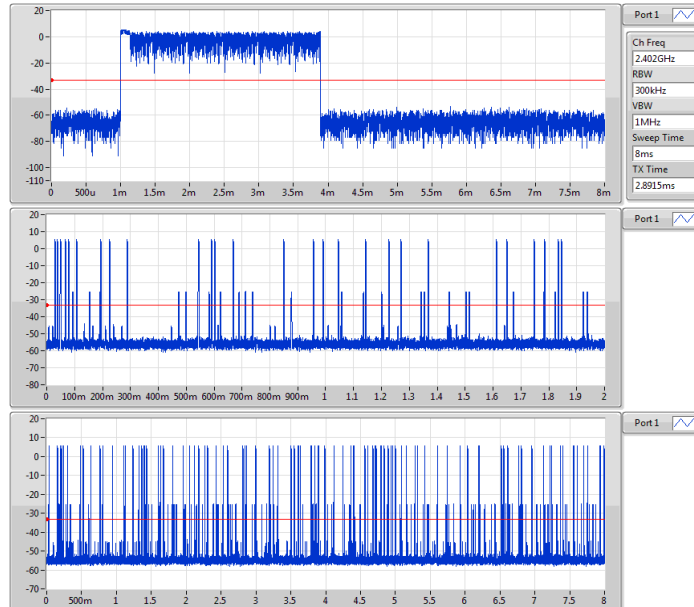 Port 1
Ch Freq
2.402GHz
RBW
300kHz
VBW
1MHz
Sweep Time
8ms
TX Time
2.8915ms
20
0
-20
-40
-60
-80
-100
-110
0 500u 1m 1.5m 2m 2.5m 3m 3.5m 4m 4.5m 5m 5.5m 6m 6.5m 7m 7.5m 8m
Port 1
20
10
0
-10
-20
-30
-40
-50
-60
-70
-80
0 100m 200m 300m 400m 500m 600m 700m 800m 900m 1 1.1 1.2 1.3 1.4 1.5 1.6 1.7 1.8 1.9 2
Port 1
20
10
0
-10
-20
-30
-40
-50
-60
-70
0 500m 1 1.5 2 2.5 3 3.5 4 4.5 5 5.5 6 6.5 7 7.5 8